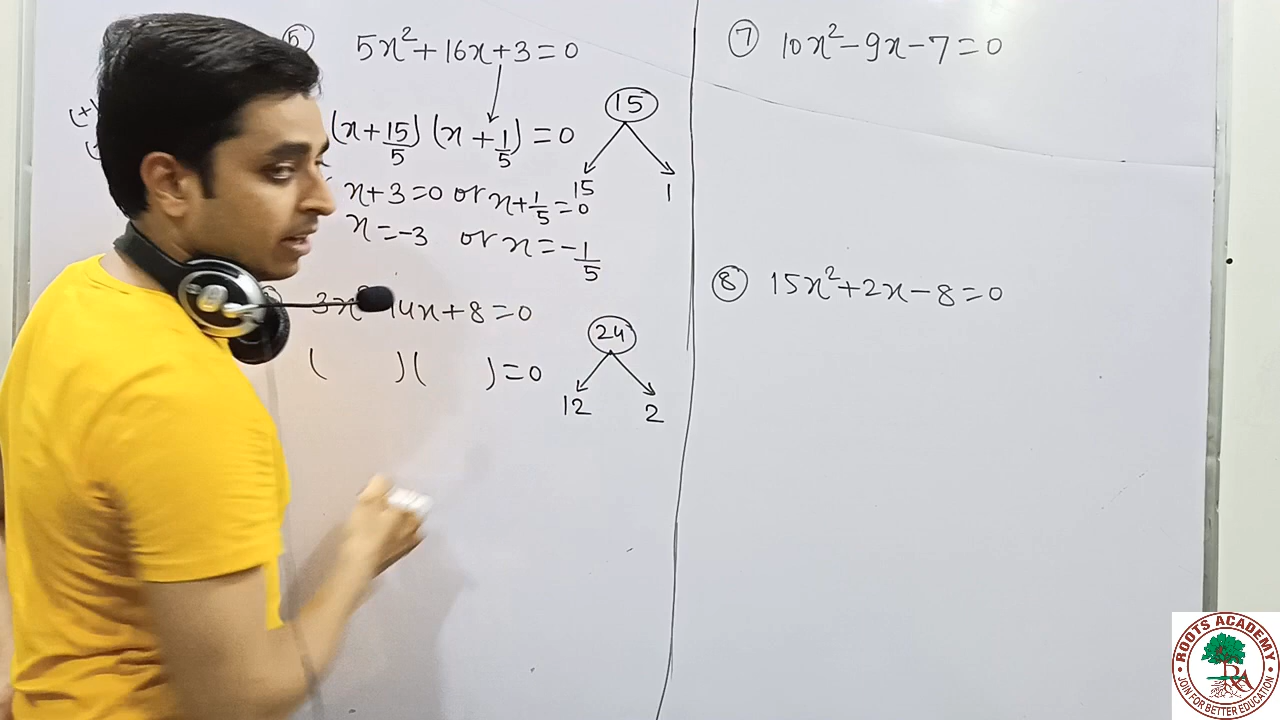 5x² + 16x + 3 = 0
(x + 15/5) (x + 1/5) = 0
15
15 1
x + 3 = 0 or x + 1/5 = 0
x = -3 or x = -1/5
3x² 14x + 8 = 0
( ) ( ) = 0
24
12 2
⑦ 10x² - 9x - 7 = 0
⑧ 15x² + 2x - 8 = 0
ROOTS ACADEMY
RA
JOIN FOR BETTER EDUCATION